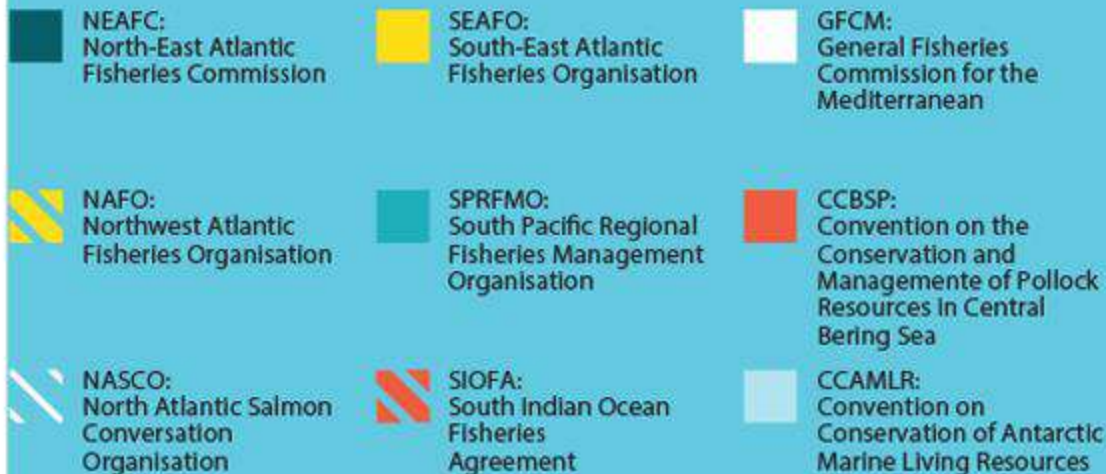 NEAFC:
North-East Atlantic
Fisheries Commission
SEAFO:
South-East Atlantic
Fisheries Organisation
GFCM:
General Fisheries
Commission for the
Mediterranean
NAFO:
Northwest Atlantic
Fisheries Organisation
SPRFMO:
South Pacific Regional
Fisheries Management
Organisation
CCBSP:
Convention on the
Conservation and
Managemente of Pollock
Resources in Central
Bering Sea
NASCO:
North Atlantic Salmon
Conversation
Organisation
SIOFA:
South Indian Ocean
Fisheries
Agreement
CCAMLR:
Convention on
Conservation of Antarctic
Marine Living Resources